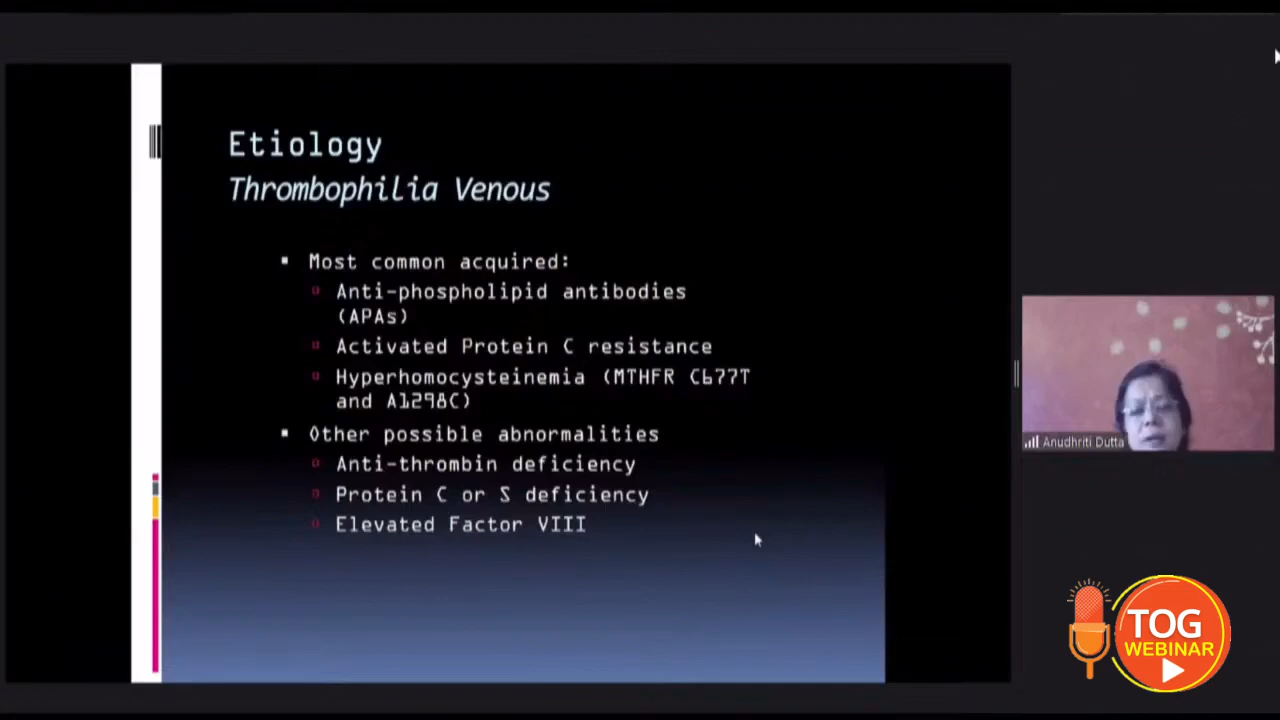 Etiology
Thrombophilia Venous
Most common acquired:
Anti-phospholipid antibodies
(APAs)
Activated Protein C resistance
Hyperhomocysteinemia (MTHFR C677T
and A1298C)
Other possible abnormalities
Anti-thrombin deficiency
Protein C or S deficiency
Elevated Factor VIII
Anudhriti Dutta
TOG
WEBINAR